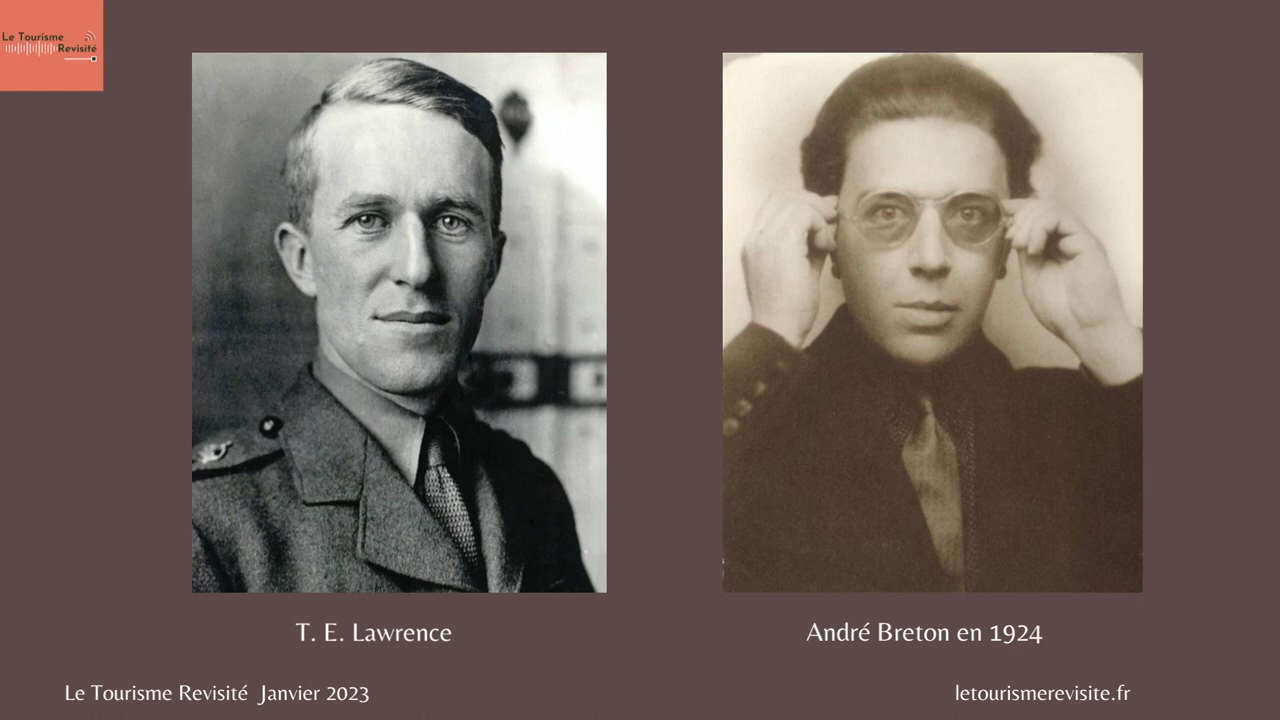 Le Tourisme
Revisité
T. E. Lawrence
André Breton en 1924
Le Tourisme Revisité Janvier 2023
letourismerevisite.fr